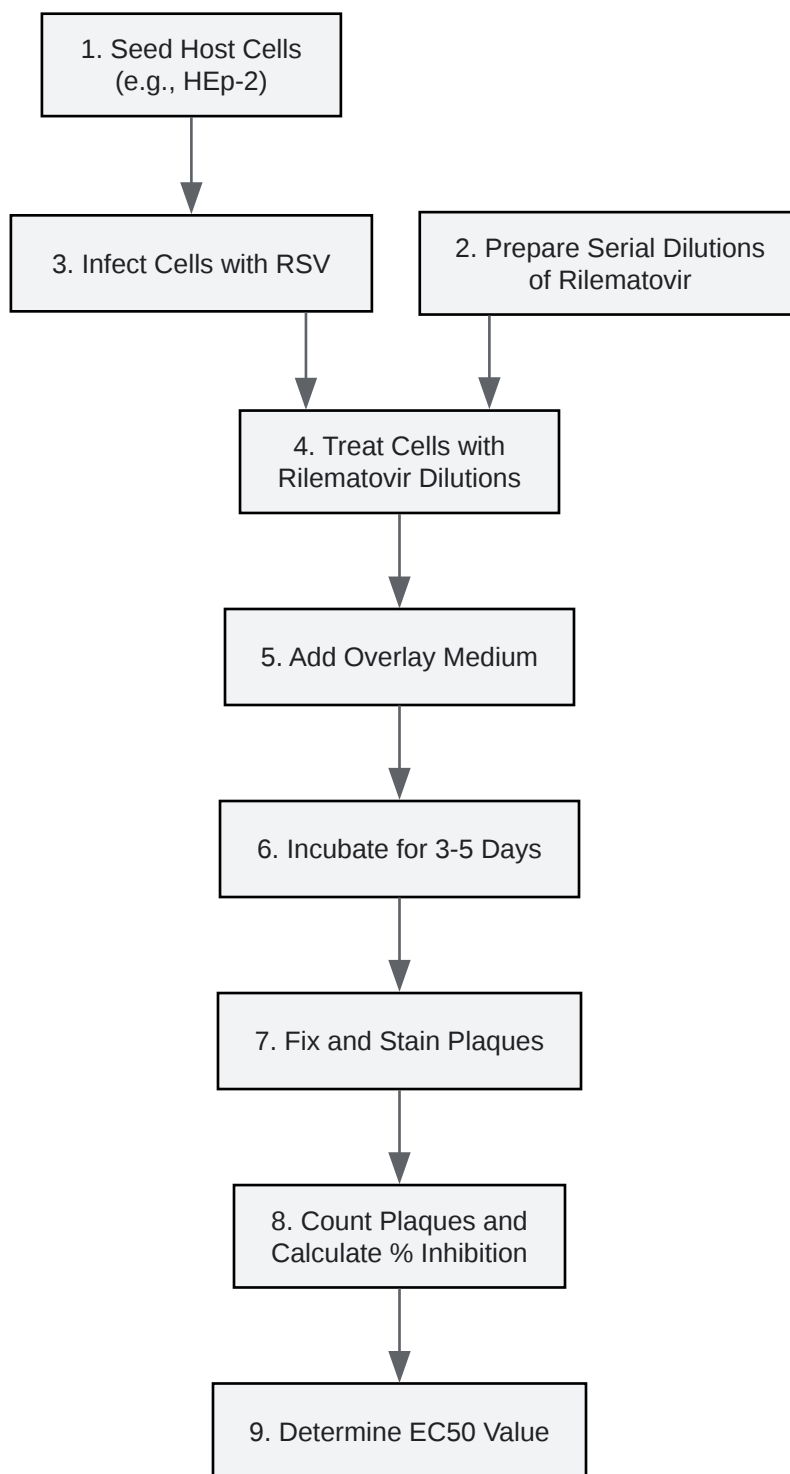 1. Seed Host Cells
(e.g., HEp-2)
3. Infect Cells with RSV
2. Prepare Serial Dilutions
of Rilematovir
4. Treat Cells with
Rilematovir Dilutions
5. Add Overlay Medium
6. Incubate for 3-5 Days
7. Fix and Stain Plaques
8. Count Plaques and
Calculate % Inhibition
9. Determine EC50 Value